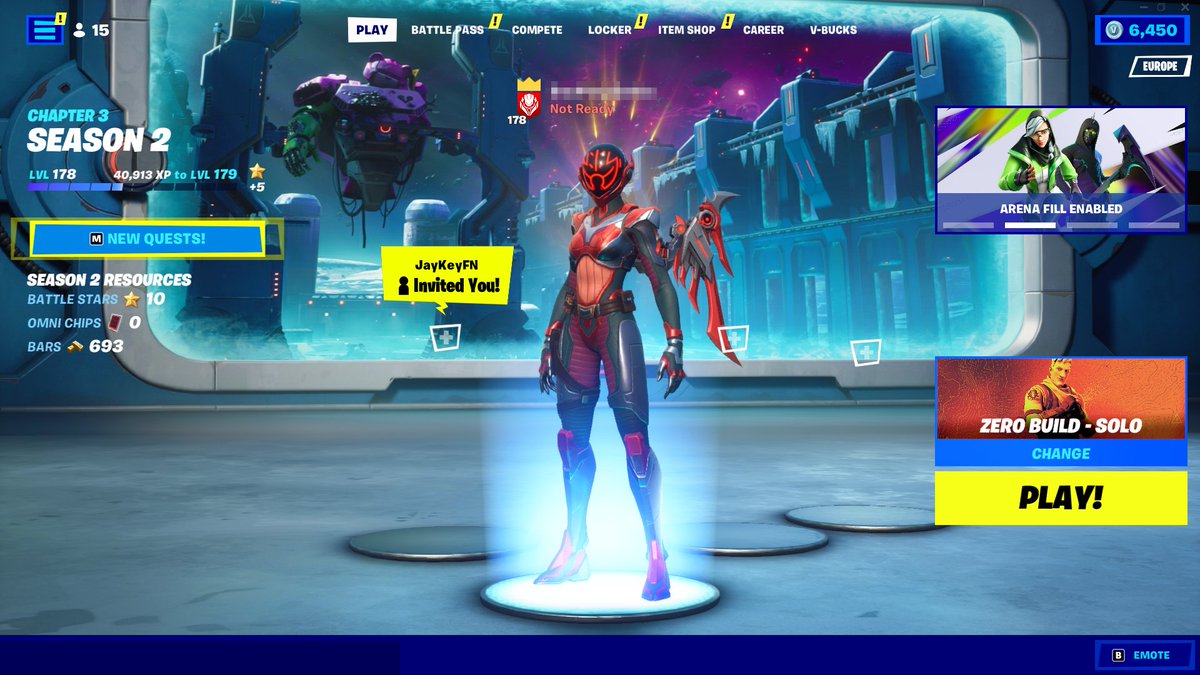 !
15
PLAY
BATTLE PASS
!
COMPETE
LOCKER
!
ITEM SHOP
!
CAREER
V-BUCKS
V 6,450
EUROPE
178
Not Ready
CHAPTER 3
SEASON 2
LVL 178
40,913 XP to LVL 179
+5
M NEW QUESTS!
SEASON 2 RESOURCES
BATTLE STARS 10
OMNI CHIPS 0
BARS 693
JayKeyFN
Invited You!
ARENA FILL ENABLED
ZERO BUILD - SOLO
CHANGE
PLAY!
B EMOTE